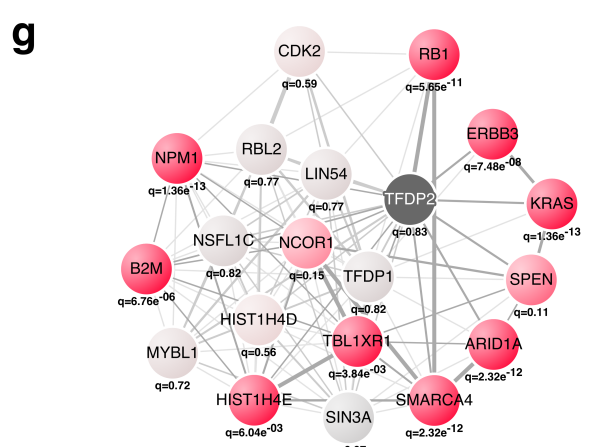 g
CDK2
q=0.59
RB1
q=5.65e-11
ERBB3
q=7.48e-08
NPM1
q=1.36e-13
RBL2
q=0.77
LIN54
q=0.77
TFDP2
q=0.83
KRAS
q=1.36e-13
NSFL1C
q=0.82
NCOR1
q=0.15
B2M
q=6.76e-06
TFDP1
q=0.82
SPEN
q=0.11
HIST1H4D
q=0.56
MYBL1
q=0.72
TBL1XR1
q=3.84e-03
ARID1A
q=2.32e-12
HIST1H4E
q=6.04e-03
SIN3A
SMARCA4
q=2.32e-12